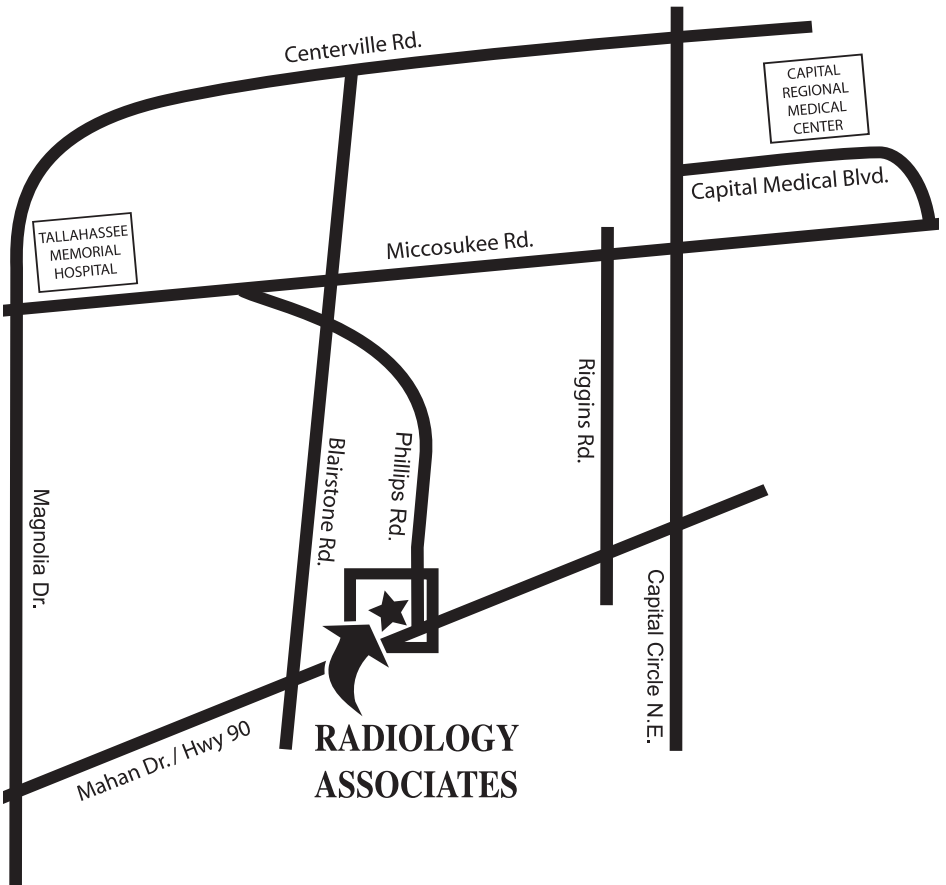 Centerville Rd.
CAPITAL
REGIONAL
MEDICAL
CENTER
Capital Medical Blvd.
TALLAHASSEE
MEMORIAL
HOSPITAL
Miccosukee Rd.
Riggins Rd.
Phillips Rd.
Blairstone Rd.
Magnolia Dr.
Capital Circle N.E.
Mahan Dr. / Hwy 90
RADIOLOGY
ASSOCIATES